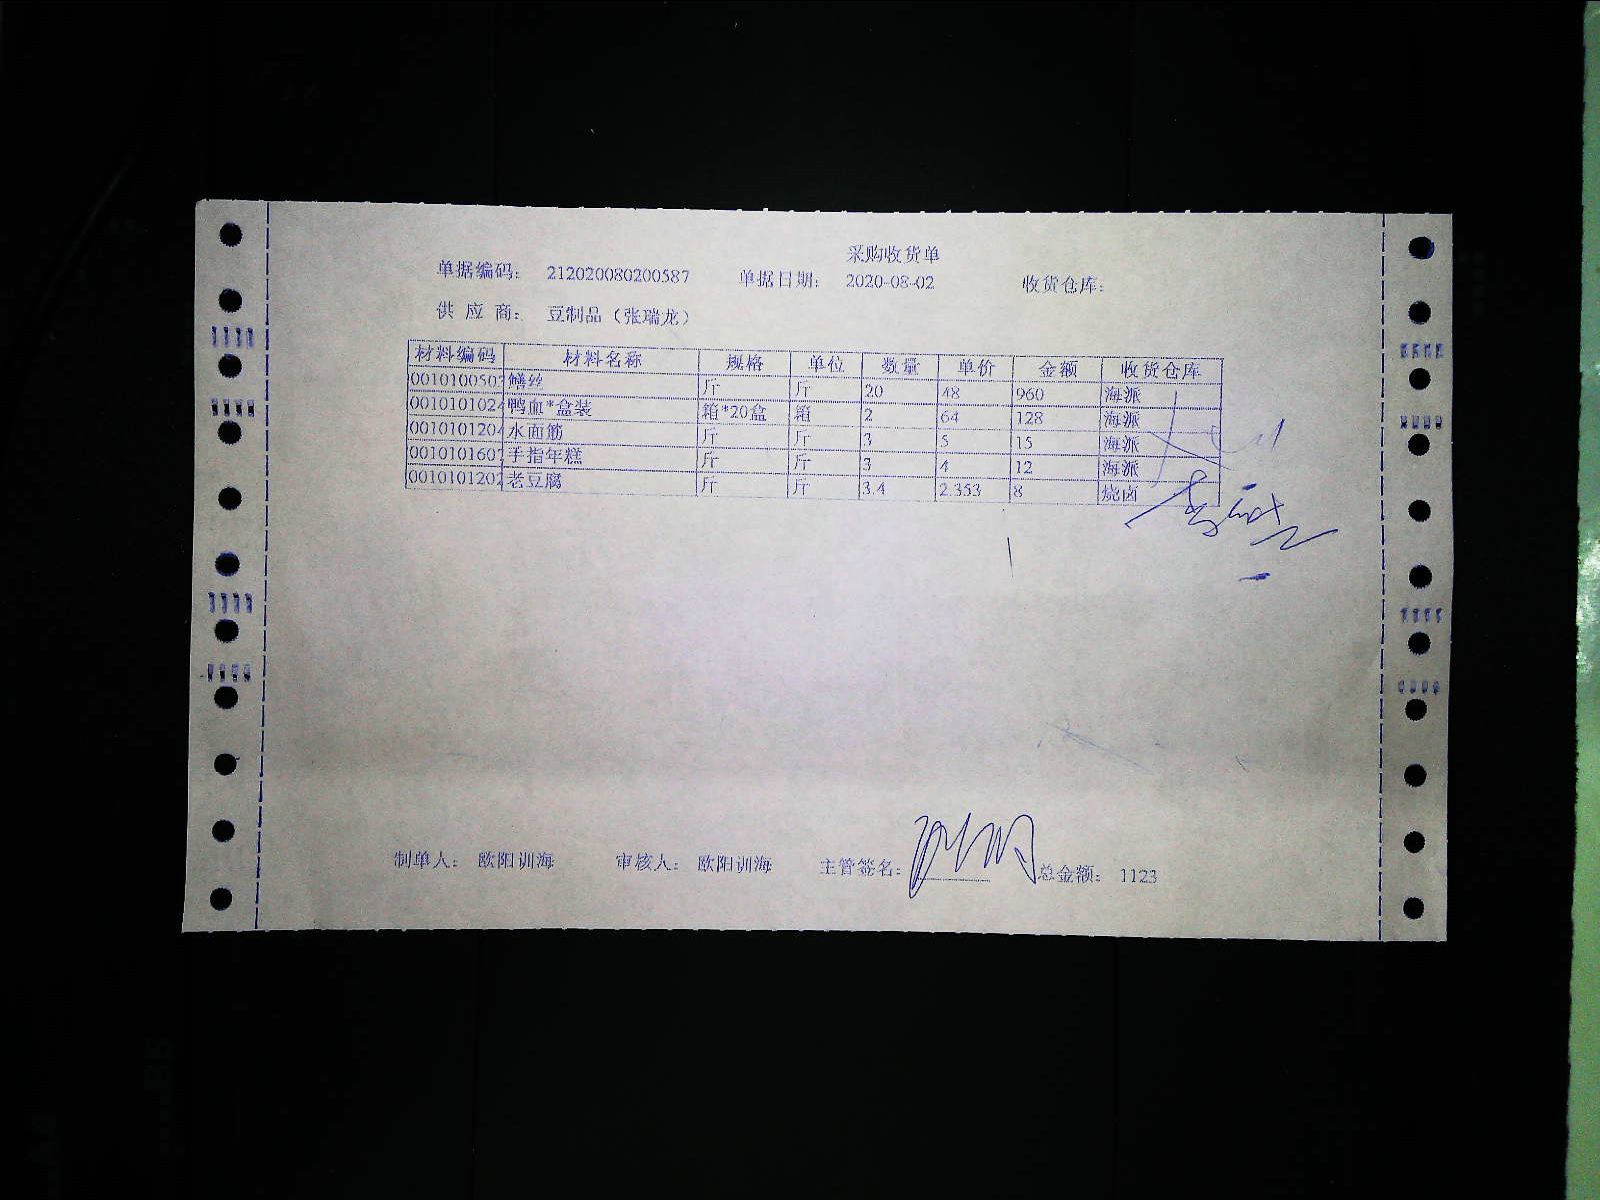 采购收货单
单据编码： 212020080200587 单据日期： 2020-08-02 收货仓库：
供 应 商： 豆制品（张瑞龙）
材料编码 材料名称 规格 单位 数量 单价 金额 收货仓库
001010050 鳝丝 斤 斤 20 48 960 海派
001010102 鸭血*盒装 箱*20盒 箱 2 64 128 海派
001010120 水面筋 斤 斤 3 5 15 海派
001010160 手指年糕 斤 斤 3 4 12 海派
001010120 老豆腐 斤 斤 3.4 2.353 8 烧卤
制单人： 欧阳训海 审核人： 欧阳训海 主管签名： 总金额： 1123